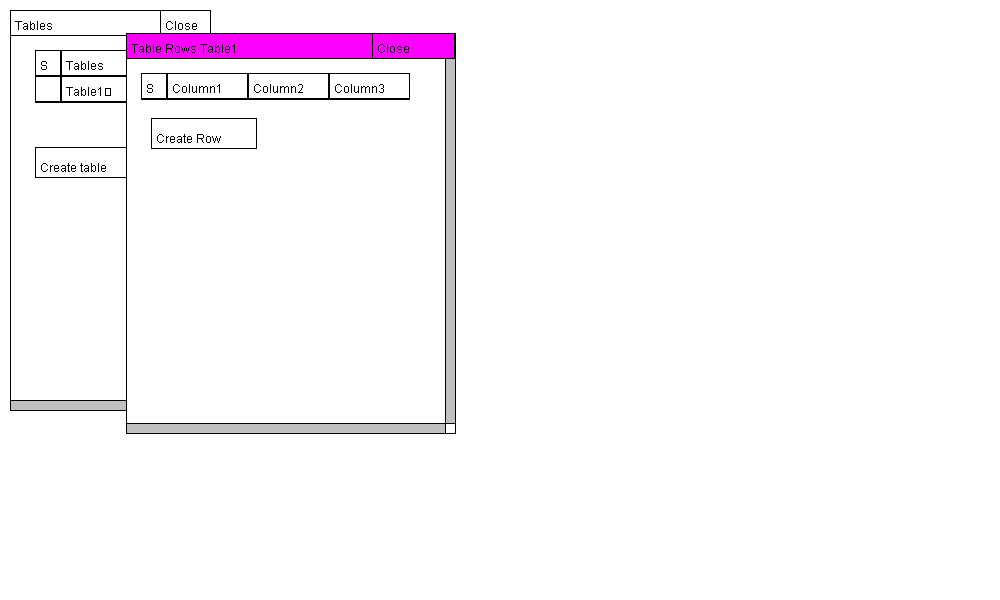 Tables Close
S Tables
Table1▯
Create table
Table Rows Table1 Close
S Column1 Column2 Column3
Create Row